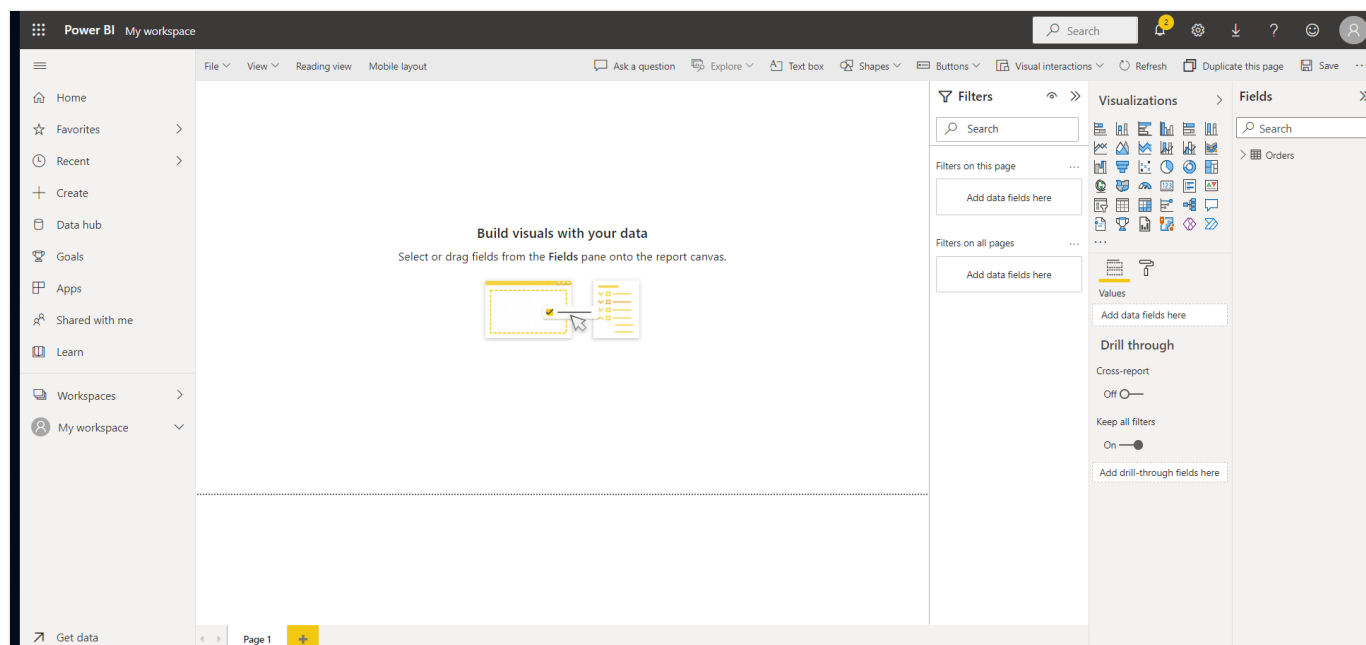 Power BI My workspace
Search
2
File View Reading view Mobile layout
Ask a question Explore Text box Shapes Buttons Visual interactions Refresh Duplicate this page Save
Home
Favorites
Recent
Create
Data hub
Goals
Apps
Shared with me
Learn
Workspaces
My workspace
Get data
Build visuals with your data
Select or drag fields from the Fields pane onto the report canvas.
Page 1
Filters
Search
Filters on this page
Add data fields here
Filters on all pages
Add data fields here
Visualizations
Values
Add data fields here
Drill through
Cross-report
Off
Keep all filters
On
Add drill-through fields here
Fields
Search
Orders